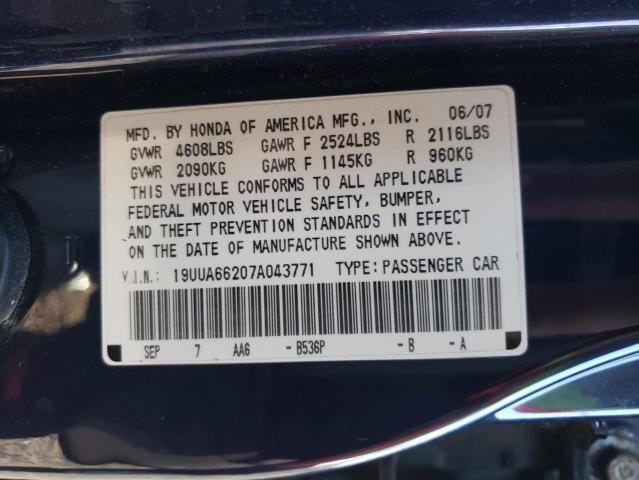 MFD. BY HONDA OF AMERICA MFG., INC. 06/07
GVWR 4608LBS GAWR F 2524LBS R 2116LBS
GVWR 2090KG GAWR F 1145KG R 960KG
THIS VEHICLE CONFORMS TO ALL APPLICABLE
FEDERAL MOTOR VEHICLE SAFETY, BUMPER,
AND THEFT PREVENTION STANDARDS IN EFFECT
ON THE DATE OF MANUFACTURE SHOWN ABOVE.
V.I.N.: 19UUA66207A043771 TYPE: PASSENGER CAR
SEP 7 AA6 -B536P -B -A